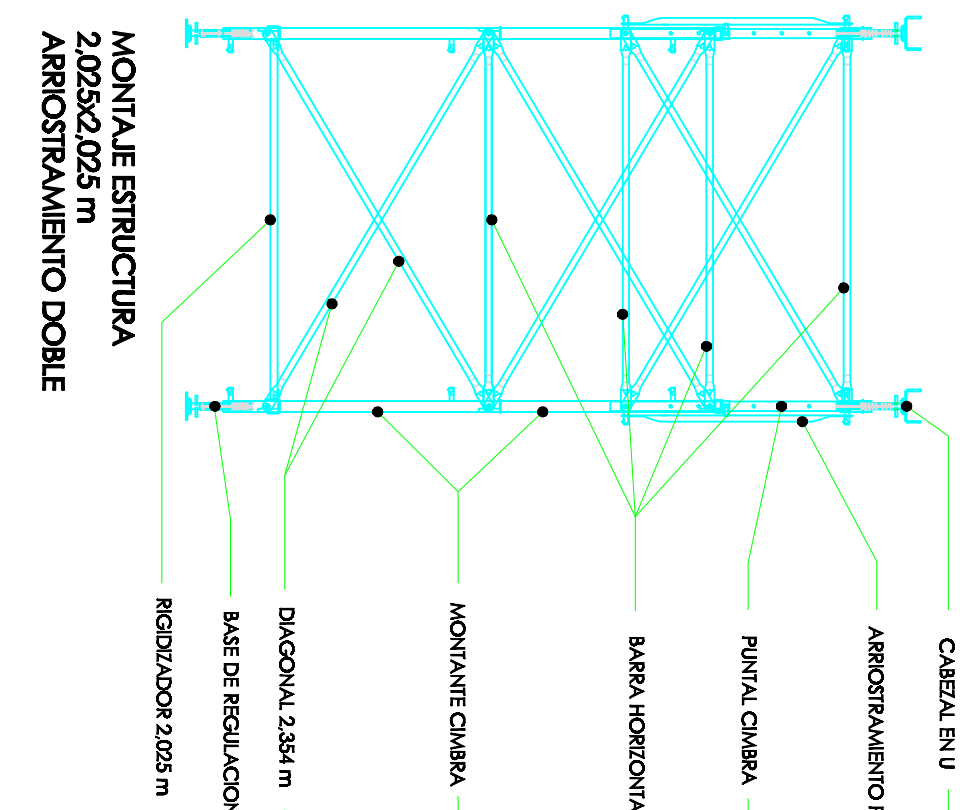 MONTAJE ESTRUCTURA
2,025x2,025 m
ARRIOSTRAMIENTO DOBLE
CABEZAL EN U
ARRIOSTRAMIENTO
PUNTAL CIMBRA
BARRA HORIZONTA
MONTANTE CIMBRA
DIAGONAL 2,354 m
BASE DE REGULACION
RIGIDIZADOR 2,025 m